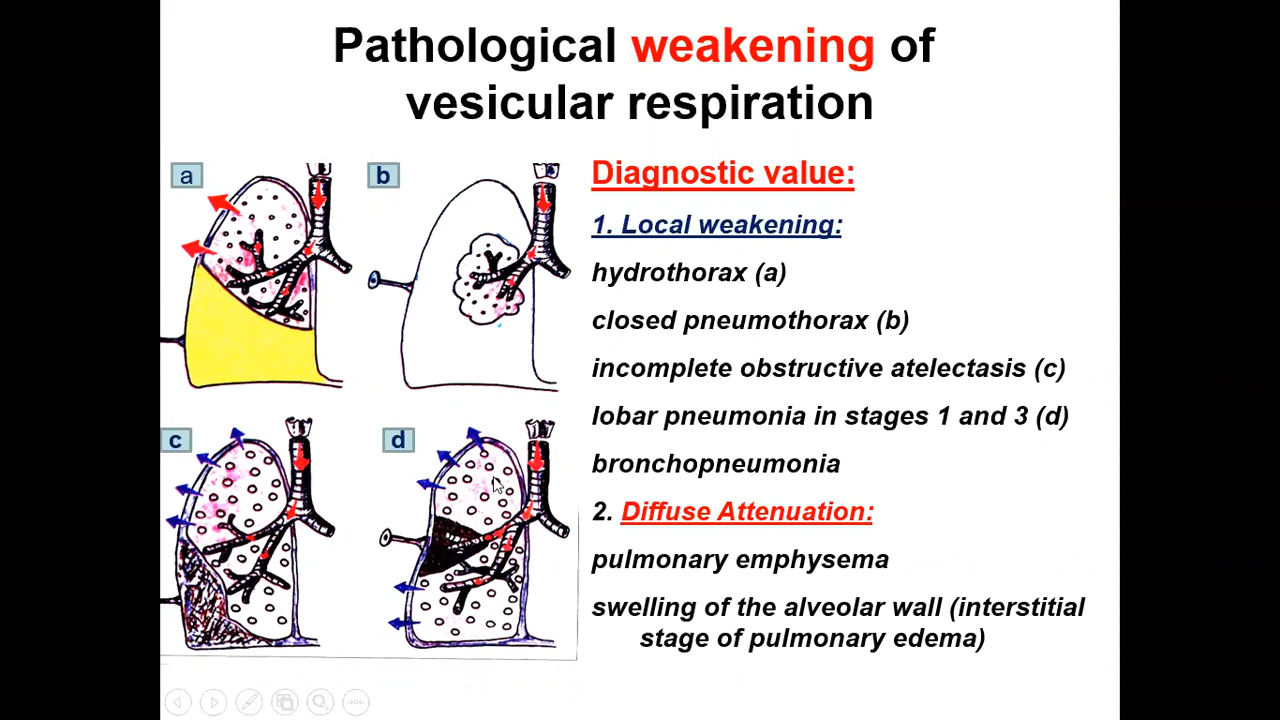 Pathological weakening of
vesicular respiration
a
b
Diagnostic value:
1. Local weakening:
hydrothorax (a)
closed pneumothorax (b)
incomplete obstructive atelectasis (c)
lobar pneumonia in stages 1 and 3 (d)
c
d
bronchopneumonia
2. Diffuse Attenuation:
pulmonary emphysema
swelling of the alveolar wall (interstitial
stage of pulmonary edema)